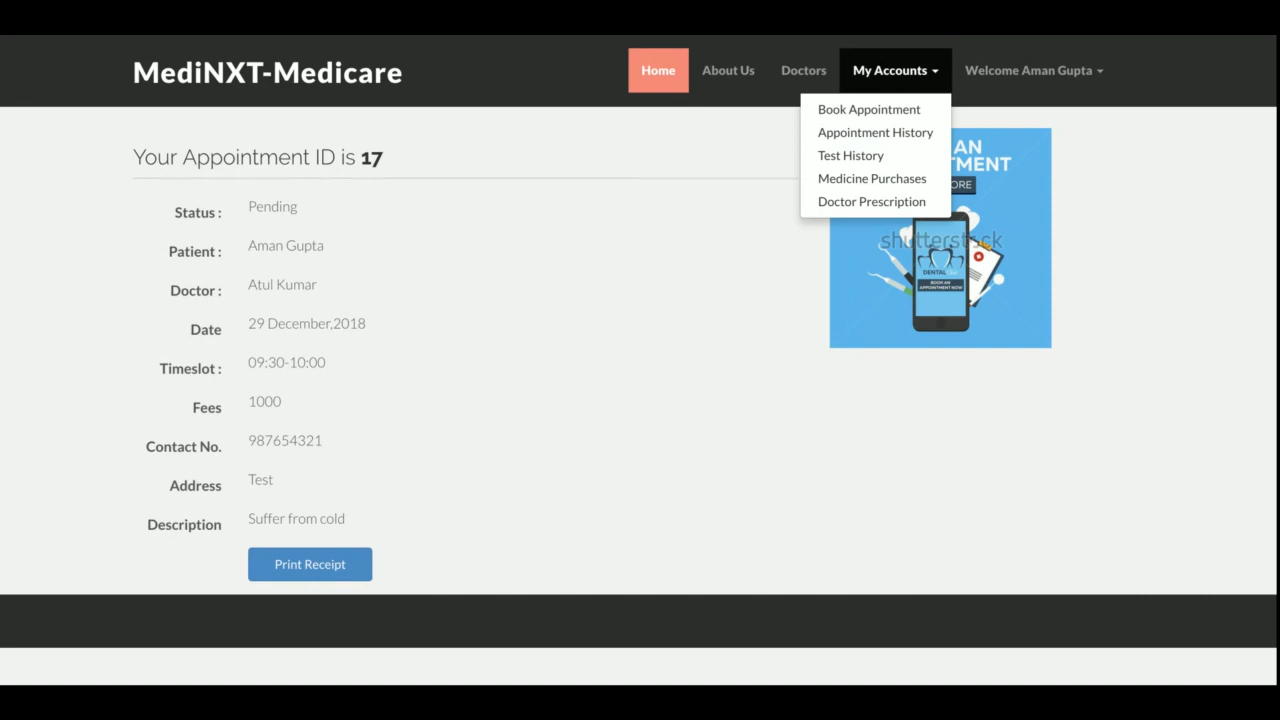 MediNXT-Medicare
Home
About Us
Doctors
My Accounts
Welcome Aman Gupta
Book Appointment
Appointment History
Test History
Medicine Purchases
Doctor Prescription
Your Appointment ID is 17
Status : Pending
Patient : Aman Gupta
Doctor : Atul Kumar
Date 29 December,2018
Timeslot : 09:30-10:00
Fees 1000
Contact No. 987654321
Address Test
Description Suffer from cold
Print Receipt
AN
TMENT
ORE
shutterstock
DENTAL
BOOK AN
APPOINTMENT NOW